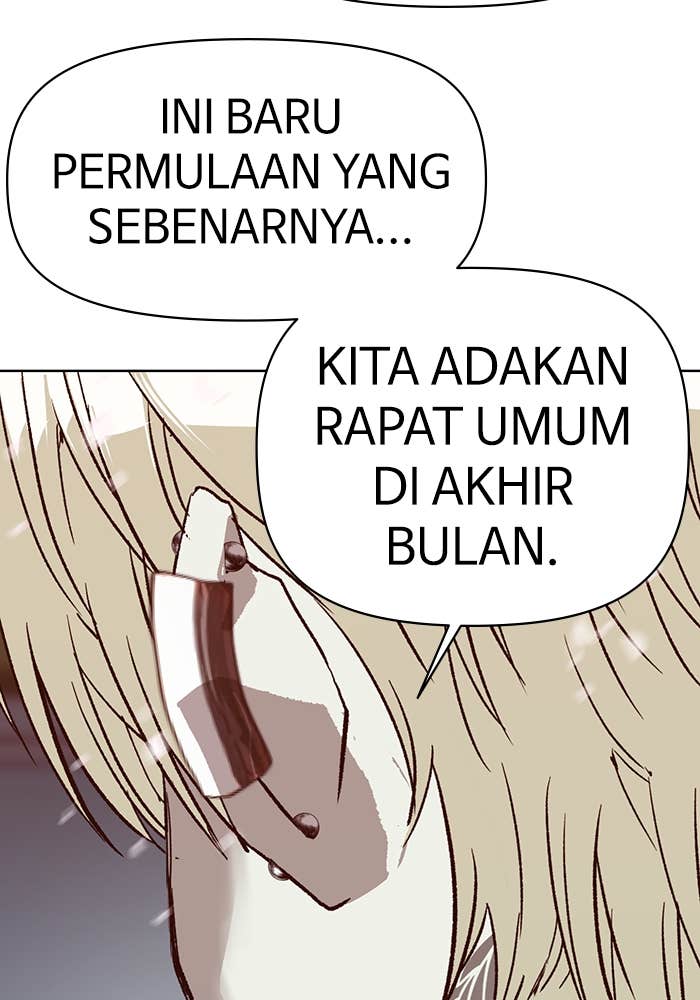 INI BARU
PERMULAAN YANG
SEBENARNYA...
KITA ADAKAN
RAPAT UMUM
DI AKHIR
BULAN.